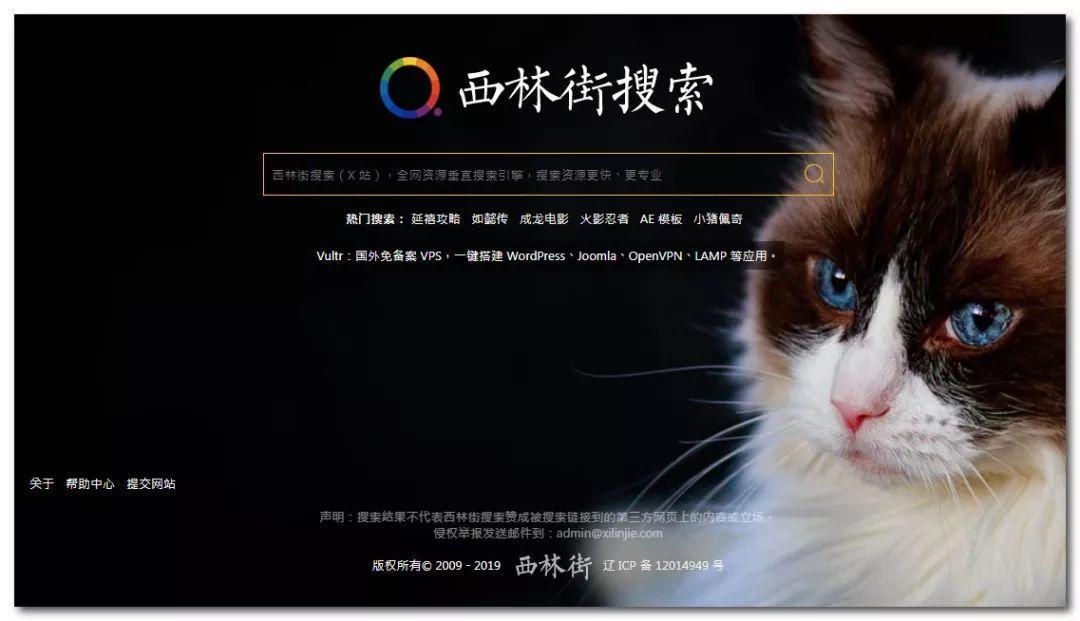 西林街搜索
西林街搜索（X 站），全网资源垂直搜索引擎，搜索资源更快、更专业
热门搜索： 延禧攻略 如懿传 成龙电影 火影忍者 AE 模板 小猪佩奇
Vultr：国外免备案 VPS，一键搭建 WordPress、Joomla、OpenVPN、LAMP 等应用。
关于 帮助中心 提交网站
声明：搜索结果不代表西林街搜索赞成被搜索链接到的第三方网页上的内容或立场。
侵权举报发送邮件到：admin@xilinjie.com
版权所有© 2009 - 2019 西林街 辽 ICP 备 12014949 号